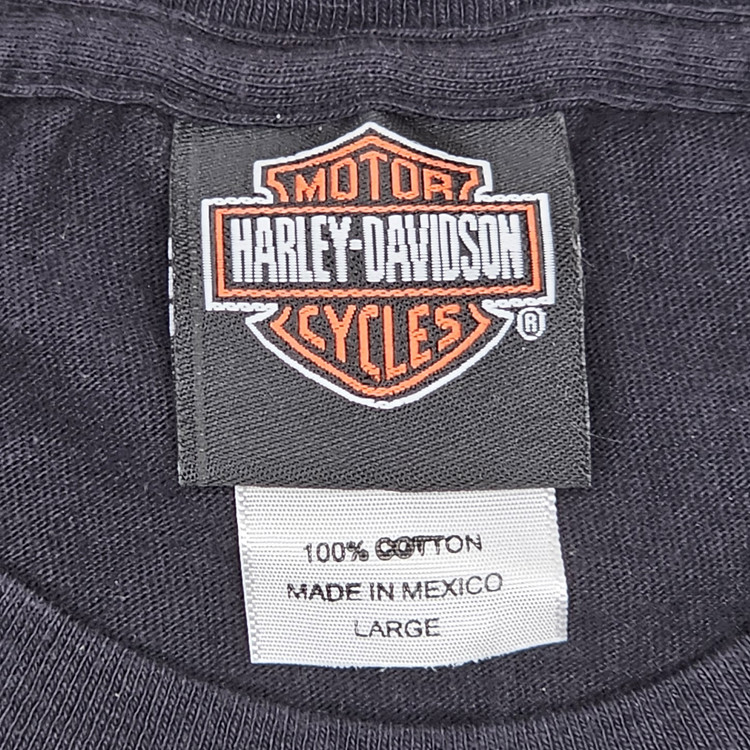 MOTOR
HARLEY-DAVIDSON
CYCLES
®
100% COTTON
MADE IN MEXICO
LARGE